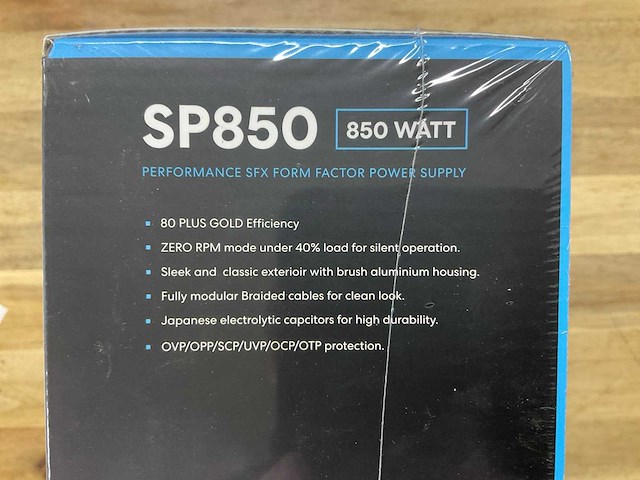 SP850 850 WATT
PERFORMANCE SFX FORM FACTOR POWER SUPPLY
80 PLUS GOLD Efficiency
ZERO RPM mode under 40% load for silent operation.
Sleek and classic exterioir with brush aluminium housing.
Fully modular Braided cables for clean look.
Japanese electrolytic capcitors for high durability.
OVP/OPP/SCP/UVP/OCP/OTP protection.